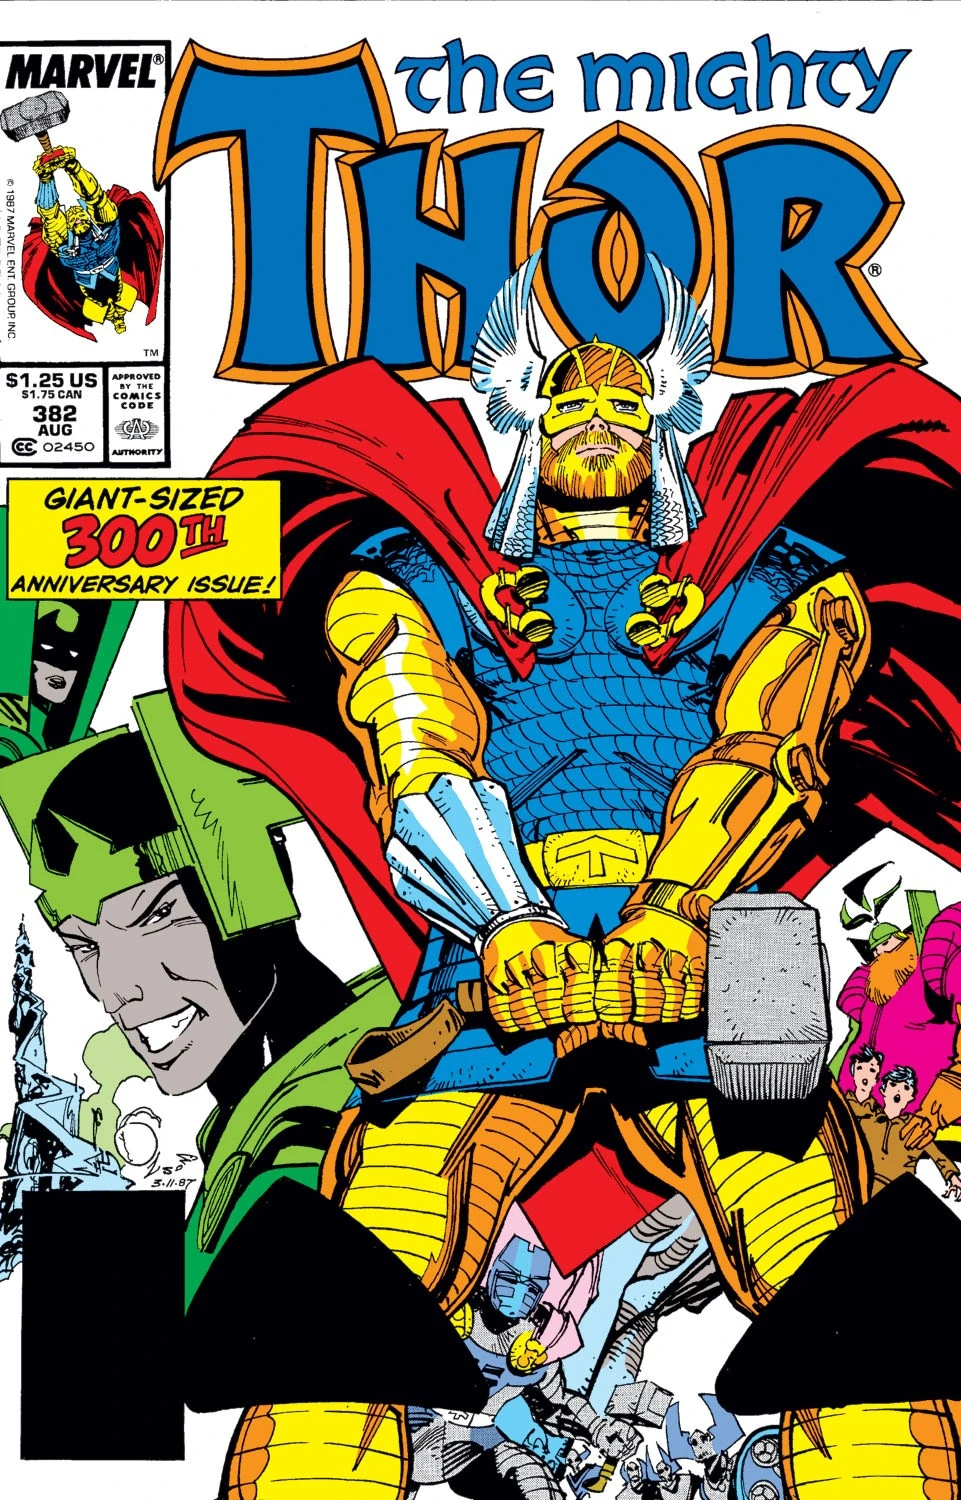 MARVEL®
the mighty
THOR®
© 1987 MARVEL ENT. GROUP, INC.
TM
$1.25 US
$1.75 CAN
382
AUG
CC 02450
APPROVED
BY THE
COMICS
CODE
CA
AUTHORITY
GIANT-SIZED
300TH
ANNIVERSARY ISSUE!
3.11.87